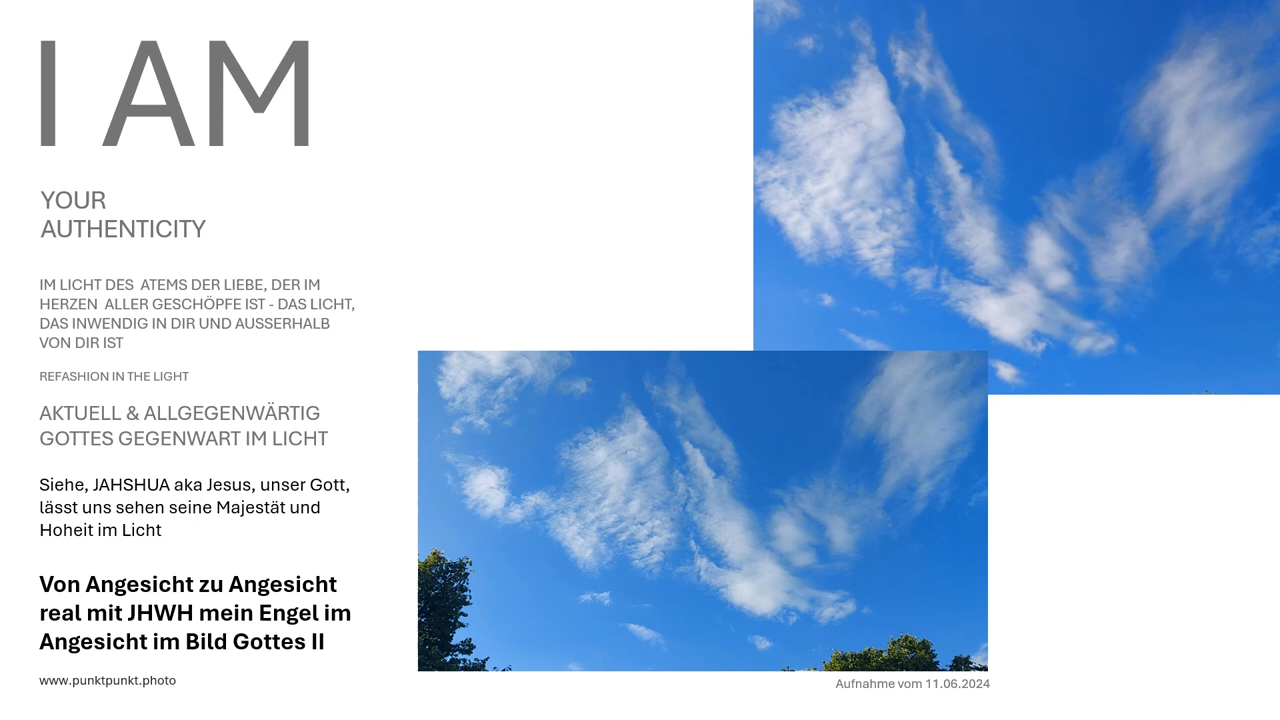 I AM
YOUR
AUTHENTICITY
IM LICHT DES  ATEMS DER LIEBE, DER IM
HERZEN  ALLER GESCHÖPFE IST - DAS LICHT,
DAS INWENDIG IN DIR UND AUSSERHALB
VON DIR IST
REFASHION IN THE LIGHT
AKTUELL & ALLGEGENWÄRTIG
GOTTES GEGENWART IM LICHT
Siehe, JAHSHUA aka Jesus, unser Gott,
lässt uns sehen seine Majestät und
Hoheit im Licht
Von Angesicht zu Angesicht
real mit JHWH mein Engel im
Angesicht im Bild Gottes II
www.punktpunkt.photo
Aufnahme vom 11.06.2024